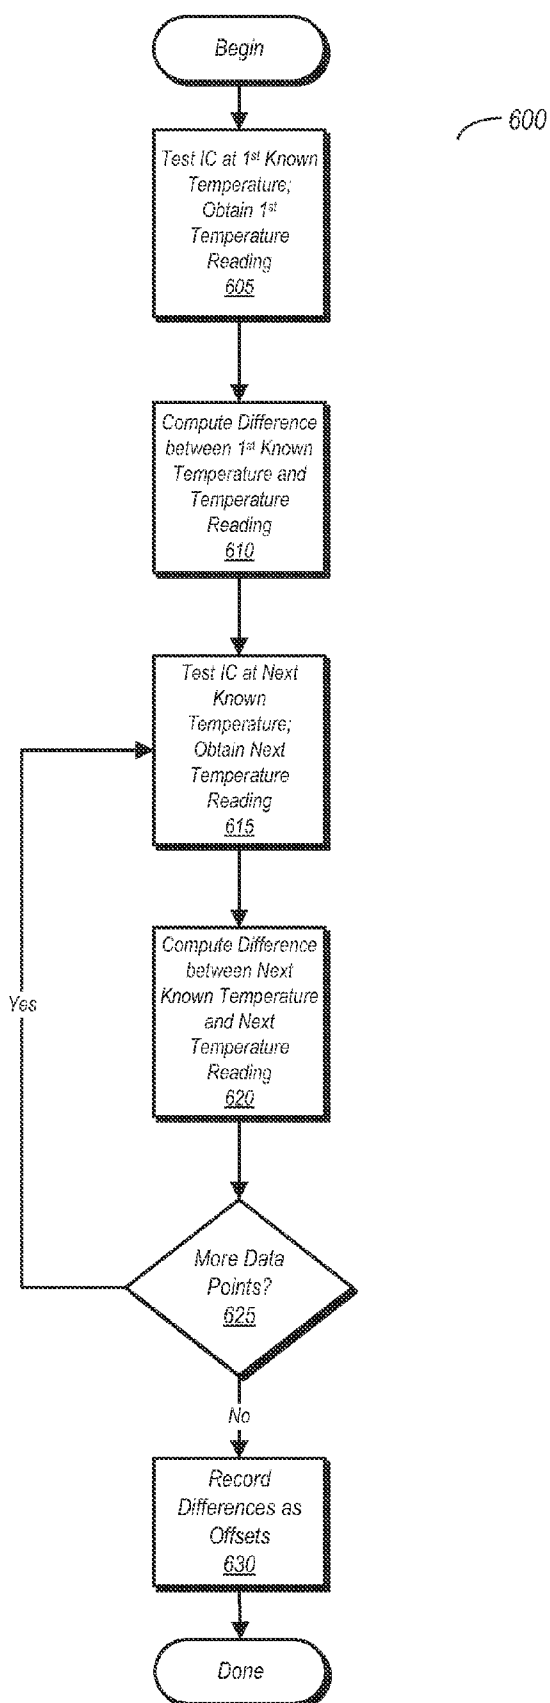 Begin
600
Test IC at 1st Known
Temperature;
Obtain 1st
Temperature
Reading
605
Compute Difference
between 1st Known
Temperature and
Temperature
Reading
610
Test IC at Next
Known
Temperature;
Obtain Next
Temperature
Reading
615
Compute Difference
between Next
Known Temperature
and Next
Temperature
Reading
620
Yes
More Data
Points?
625
No
Record
Differences as
Offsets
630
Done